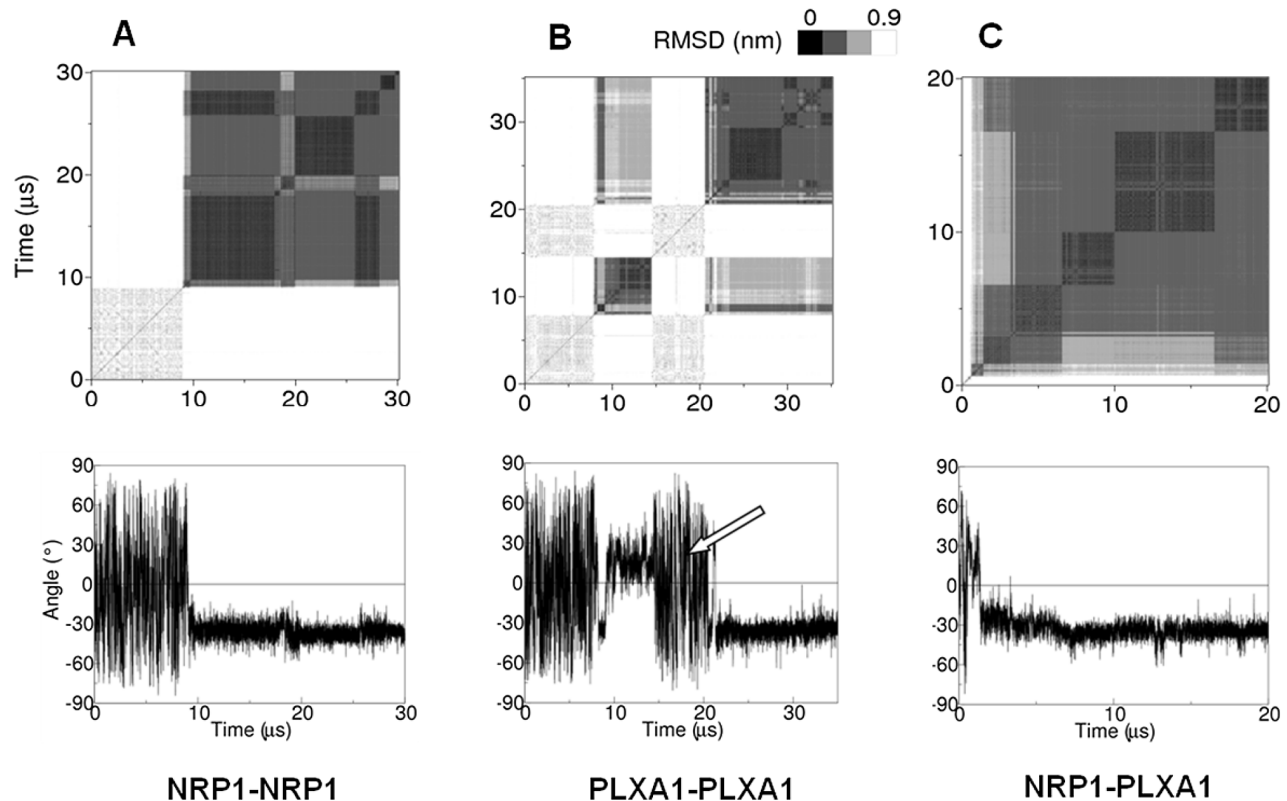 A
B
C
RMSD (nm)
0 0.9
Time (µs)
30
20
10
0
0 10 20 30
30
20
10
0
0 10 20 30
20
10
0
0 10 20
Angle (°)
90
60
30
0
-30
-60
-90
0 10 20 30
Time (µs)
90
60
30
0
-30
-60
-90
0 10 20 30
Time (µs)
90
60
30
0
-30
-60
-90
0 10 20
Time (µs)
NRP1-NRP1
PLXA1-PLXA1
NRP1-PLXA1